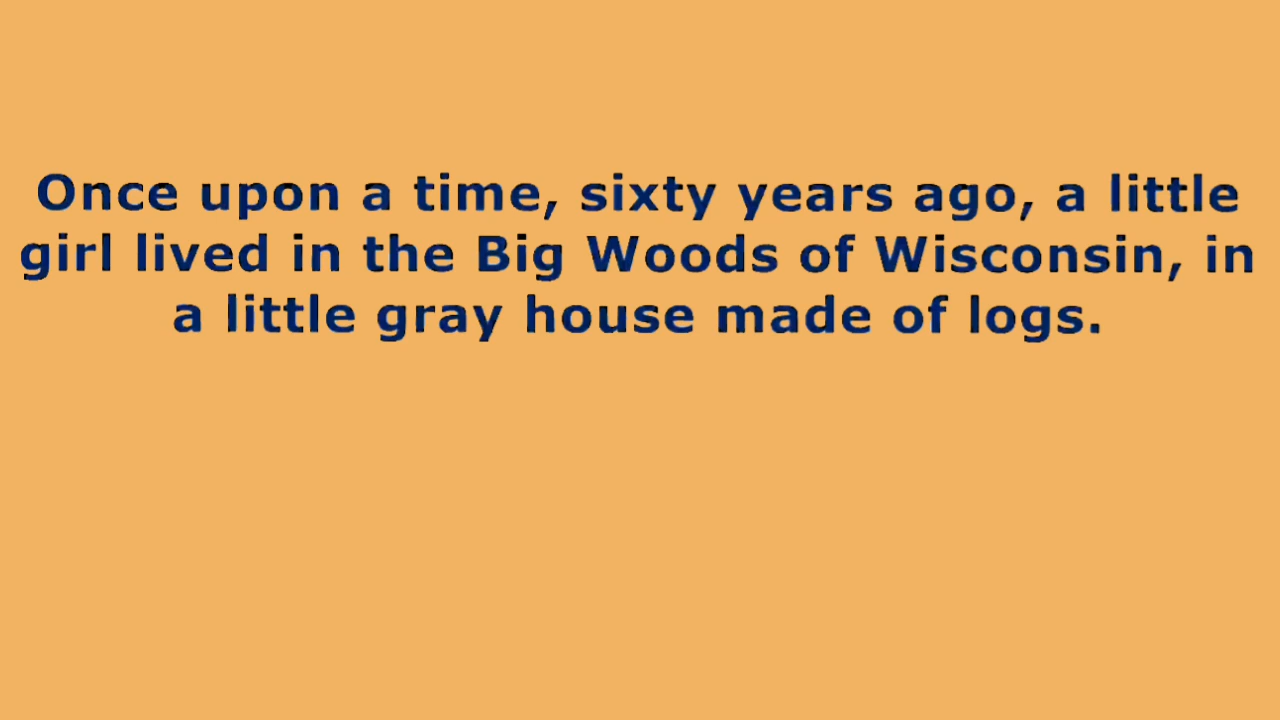 Once upon a time, sixty years ago, a little
girl lived in the Big Woods of Wisconsin, in
a little gray house made of logs.